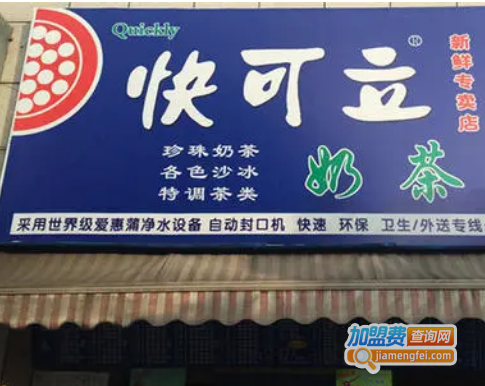 Quickly
快可立®
新鲜专卖店
珍珠奶茶
各色沙冰
特调茶类
奶茶
采用世界级爱惠浦净水设备 自动封口机 快速 环保 卫生/外送专线
加盟费查询网
jiamengfei.com